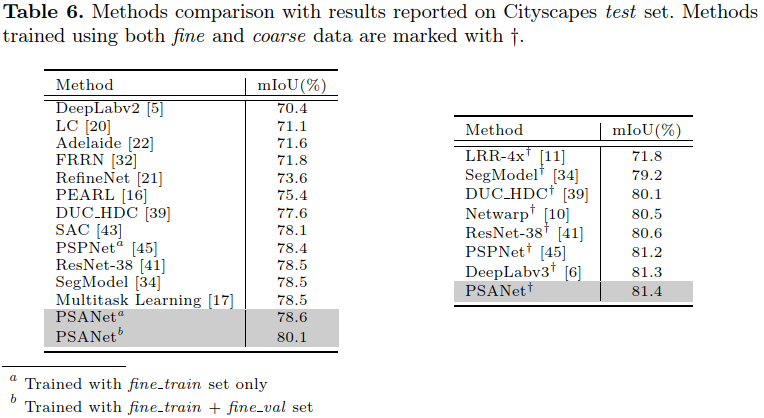 Table 6. Methods comparison with results reported on Cityscapes test set. Methods
trained using both fine and coarse data are marked with †.
Method mIoU(%)
DeepLabv2 [5] 70.4
LC [20] 71.1
Adelaide [22] 71.6
FRRN [32] 71.8
RefineNet [21] 73.6
PEARL [16] 75.4
DUC_HDC [39] 77.6
SAC [43] 78.1
PSPNetᵃ [45] 78.4
ResNet-38 [41] 78.5
SegModel [34] 78.5
Multitask Learning [17] 78.5
PSANetᵃ 78.6
PSANetᵇ 80.1
Method mIoU(%)
LRR-4x† [11] 71.8
SegModel† [34] 79.2
DUC_HDC† [39] 80.1
Netwarp† [10] 80.5
ResNet-38† [41] 80.6
PSPNet† [45] 81.2
DeepLabv3† [6] 81.3
PSANet† 81.4
ᵃ Trained with fine_train set only
ᵇ Trained with fine_train + fine_val set